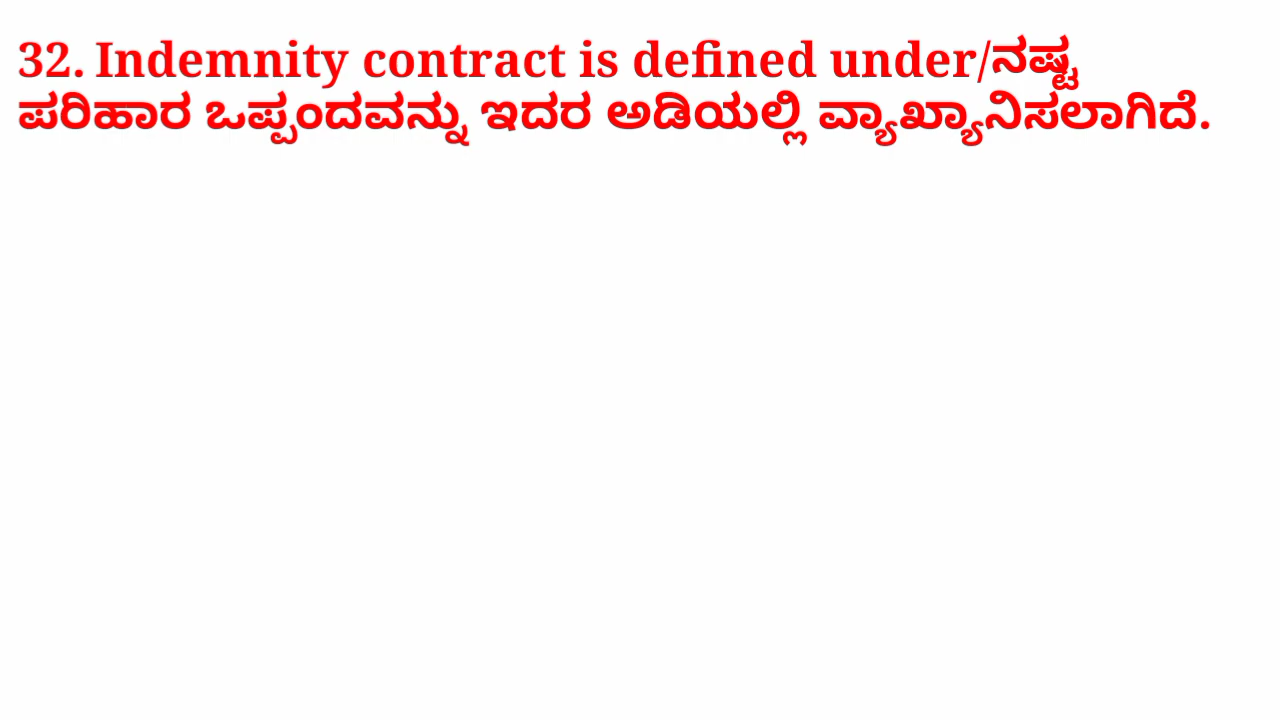 32. Indemnity contract is defined under/ನಷ್ಟ
ಪರಿಹಾರ ಒಪ್ಪಂದವನ್ನು ಇದರ ಅಡಿಯಲ್ಲಿ ವ್ಯಾಖ್ಯಾನಿಸಲಾಗಿದೆ.